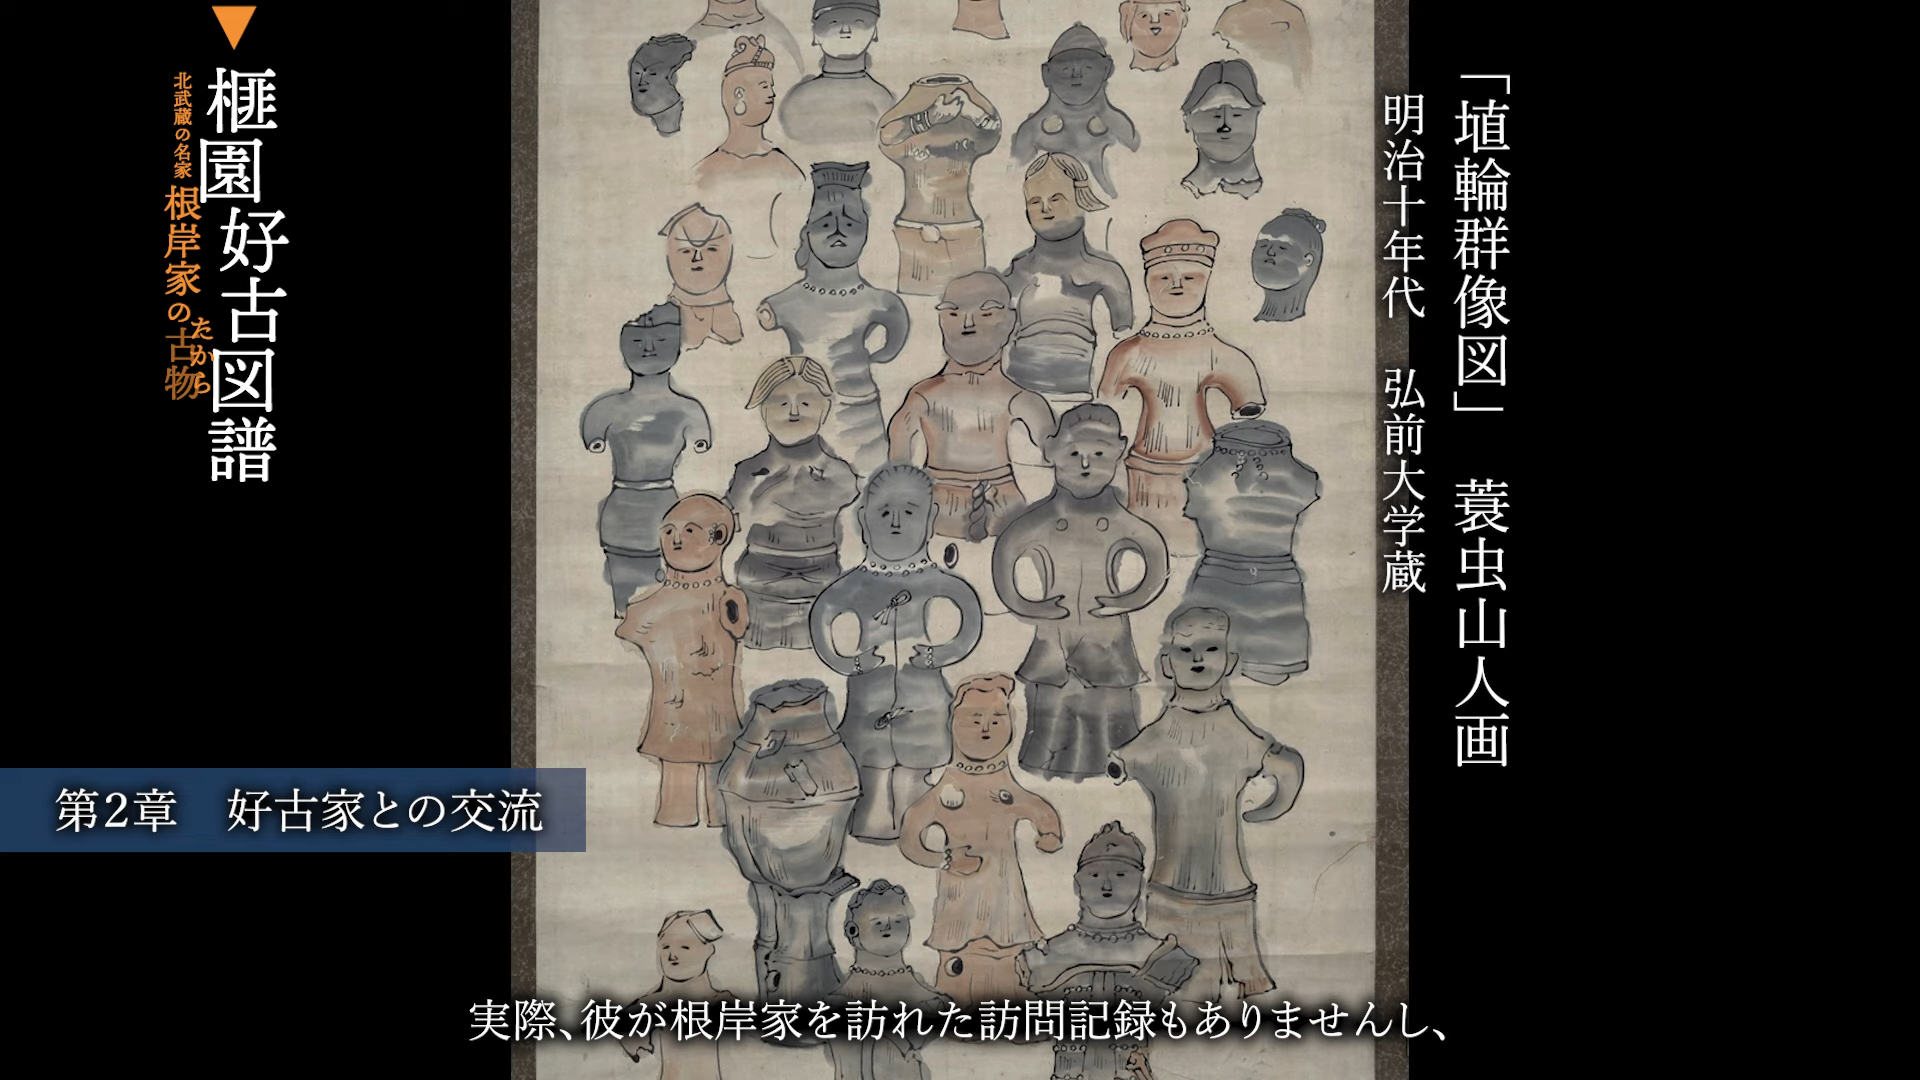 「埴輪群像図」　蓑虫山人画
明治十年代　弘前大学蔵
榧園好古図譜
北武蔵の名家 根岸家の古物
たから
第2章　好古家との交流
実際、彼が根岸家を訪れた訪問記録もありませんし、